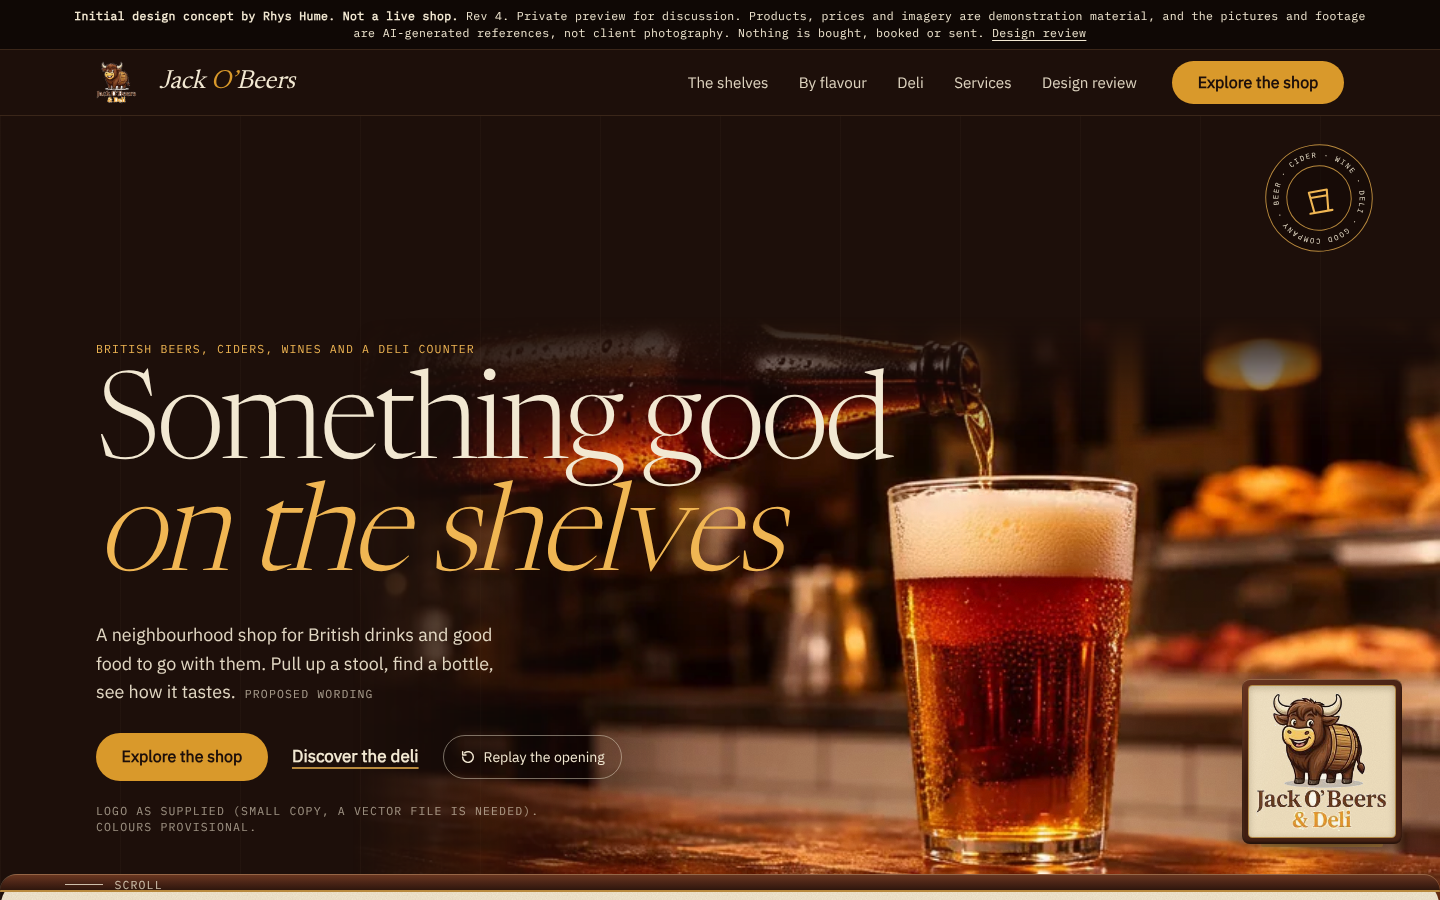 Initial design concept by Rhys Hume. Not a live shop. Rev 4. Private preview for discussion. Products, prices and imagery are demonstration material, and the pictures and footage
are AI-generated references, not client photography. Nothing is bought, booked or sent. Design review
Jack O'Beers
& Deli
Jack O’Beers
The shelves
By flavour
Deli
Services
Design review
Explore the shop
BEER · CIDER · WINE · DELI · GOOD COMPANY ·
BRITISH BEERS, CIDERS, WINES AND A DELI COUNTER
Something good
on the shelves
A neighbourhood shop for British drinks and good
food to go with them. Pull up a stool, find a bottle,
see how it tastes. PROPOSED WORDING
Explore the shop
Discover the deli
Replay the opening
LOGO AS SUPPLIED (SMALL COPY, A VECTOR FILE IS NEEDED).
COLOURS PROVISIONAL.
Jack O'Beers
& Deli
SCROLL